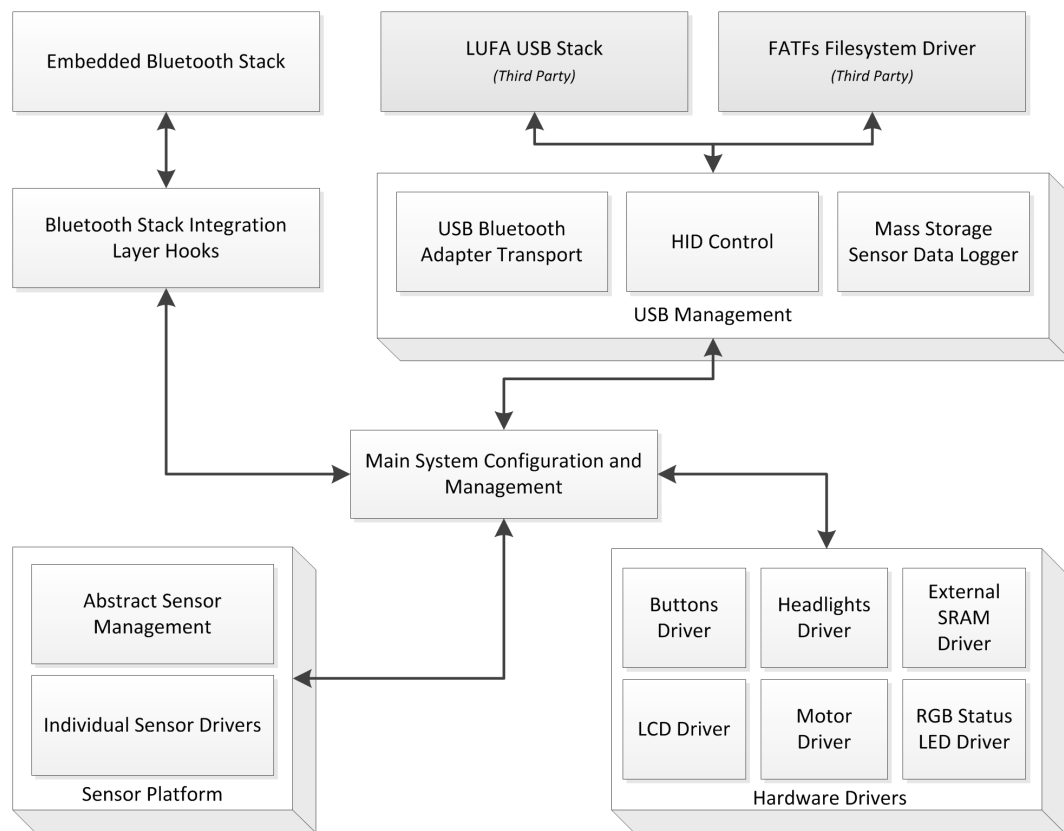 Embedded Bluetooth Stack
LUFA USB Stack
(Third Party)
FATFs Filesystem Driver
(Third Party)
Bluetooth Stack Integration
Layer Hooks
USB Bluetooth
Adapter Transport
HID Control
Mass Storage
Sensor Data Logger
USB Management
Main System Configuration and
Management
Abstract Sensor
Management
Individual Sensor Drivers
Sensor Platform
Buttons
Driver
Headlights
Driver
External
SRAM
Driver
LCD Driver
Motor
Driver
RGB Status
LED Driver
Hardware Drivers